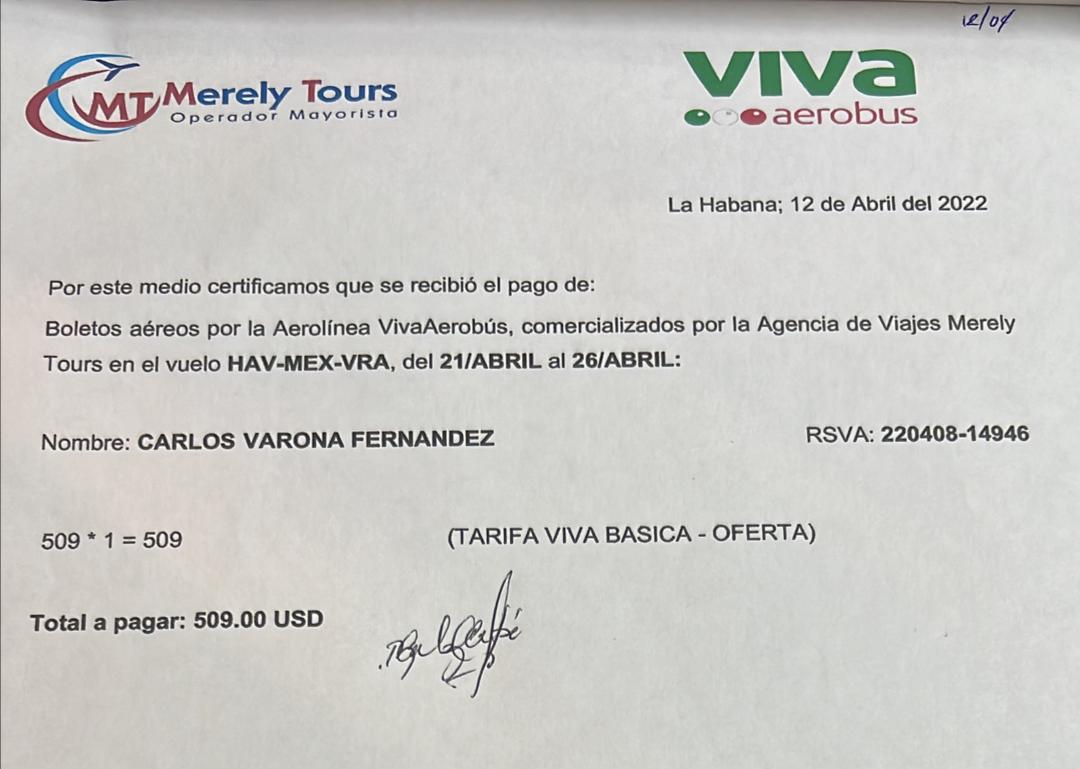 12/04
MT Merely Tours
Operador Mayorista
VIVA
aerobus
La Habana; 12 de Abril del 2022
Por este medio certificamos que se recibió el pago de:
Boletos aéreos por la Aerolínea VivaAerobús, comercializados por la Agencia de Viajes Merely
Tours en el vuelo HAV-MEX-VRA, del 21/ABRIL al 26/ABRIL:
Nombre: CARLOS VARONA FERNANDEZ
RSVA: 220408-14946
509 * 1 = 509
(TARIFA VIVA BASICA - OFERTA)
Total a pagar: 509.00 USD